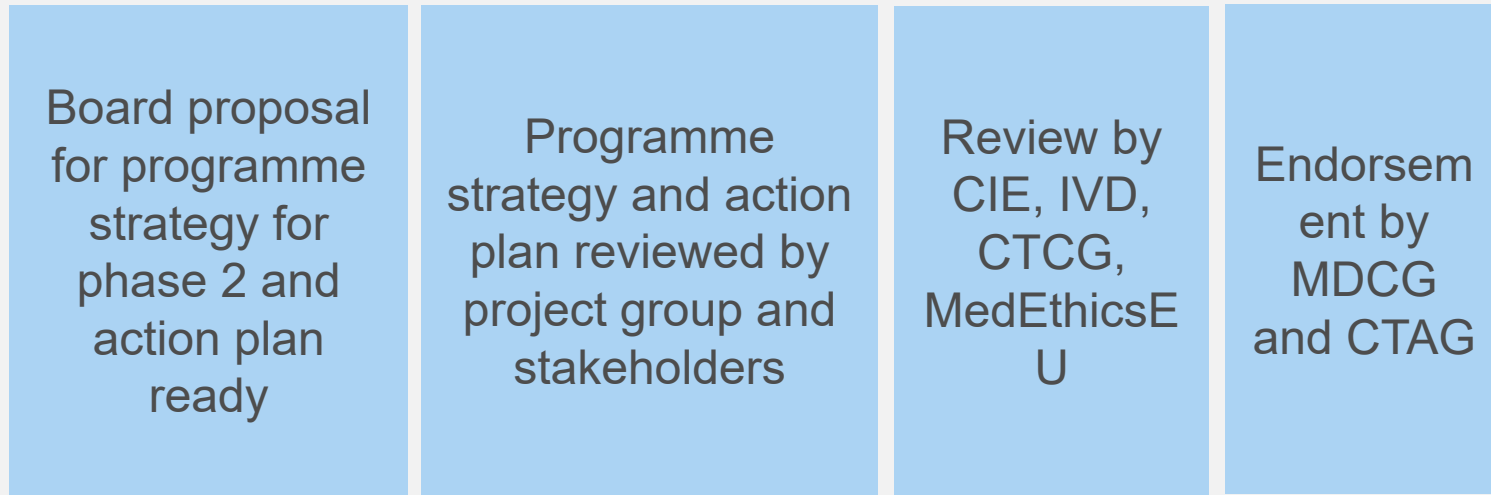 Board proposal
for programme
strategy for
phase 2 and
action plan
ready
Programme
strategy and action
plan reviewed by
project group and
stakeholders
Review by
CIE, IVD,
CTCG,
MedEthicsE
U
Endorsem
ent by
MDCG
and CTAG